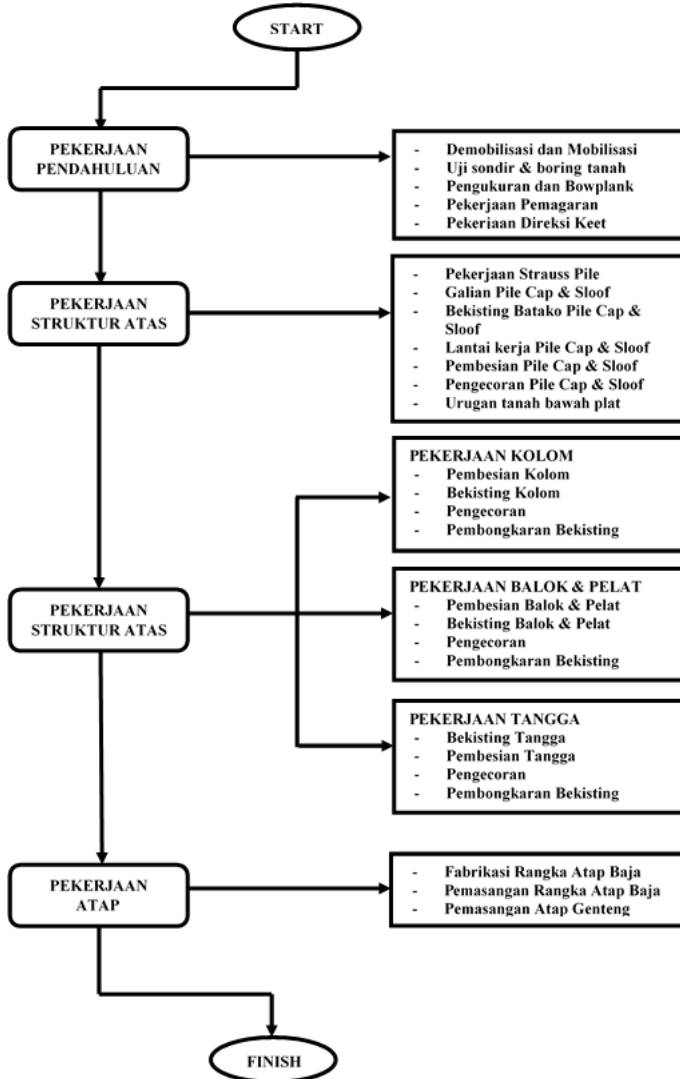 START
PEKERJAAN
PENDAHULUAN
- Demobilisasi dan Mobilisasi
- Uji sondir & boring tanah
- Pengukuran dan Bowplank
- Pekerjaan Pemagaran
- Pekerjaan Direksi Keet
PEKERJAAN
STRUKTUR ATAS
- Pekerjaan Strauss Pile
- Galian Pile Cap & Sloof
- Bekisting Batako Pile Cap &
Sloof
- Lantai kerja Pile Cap & Sloof
- Pembesian Pile Cap & Sloof
- Pengecoran Pile Cap & Sloof
- Urugan tanah bawah plat
PEKERJAAN
STRUKTUR ATAS
PEKERJAAN KOLOM
- Pembesian Kolom
- Bekisting Kolom
- Pengecoran
- Pembongkaran Bekisting
PEKERJAAN BALOK & PELAT
- Pembesian Balok & Pelat
- Bekisting Balok & Pelat
- Pengecoran
- Pembongkaran Bekisting
PEKERJAAN TANGGA
- Bekisting Tangga
- Pembesian Tangga
- Pengecoran
- Pembongkaran Bekisting
PEKERJAAN
ATAP
- Fabrikasi Rangka Atap Baja
- Pemasangan Rangka Atap Baja
- Pemasangan Atap Genteng
FINISH